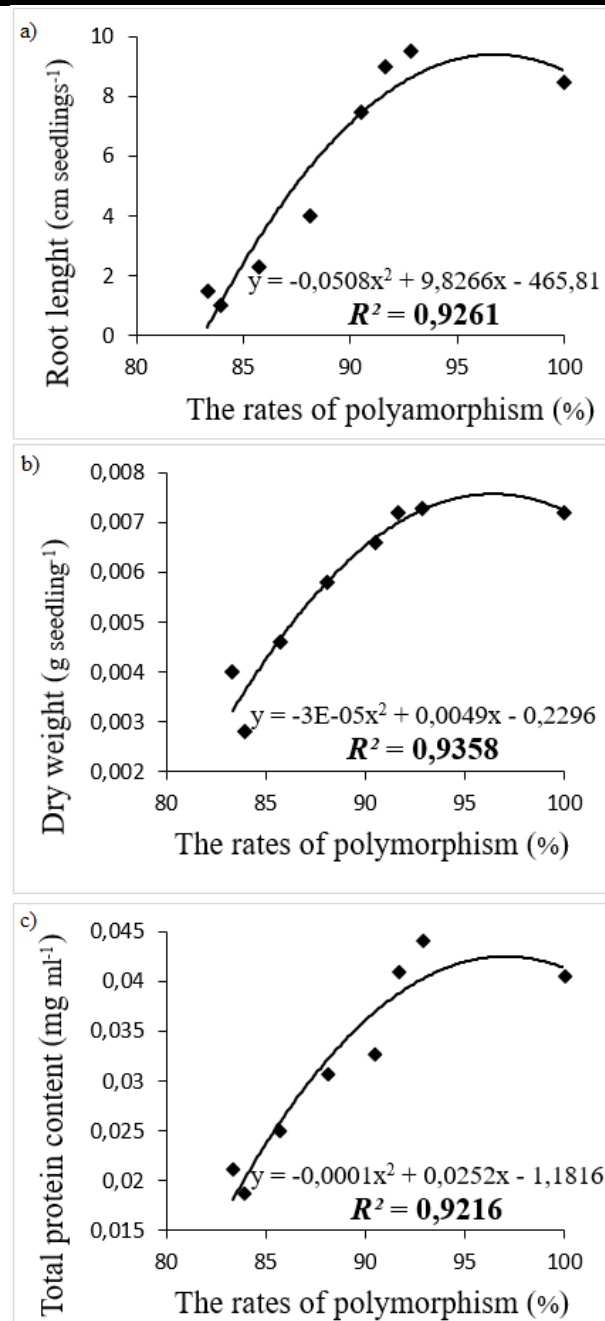 a)
10
8
6
4
2
0
80 85 90 95 100
Root lenght (cm seedlings-1)
y = -0,0508x2 + 9,8266x - 465,81
R² = 0,9261
The rates of polyamorphism (%)
b)
0,008
0,007
0,006
0,005
0,004
0,003
0,002
80 85 90 95 100
Dry weight (g seedling-1)
y = -3E-05x2 + 0,0049x - 0,2296
R² = 0,9358
The rates of polymorphism (%)
c)
0,045
0,04
0,035
0,03
0,025
0,02
0,015
80 85 90 95 100
Total protein content (mg ml-1)
y = -0,0001x2 + 0,0252x - 1,1816
R² = 0,9216
The rates of polymorphism (%)